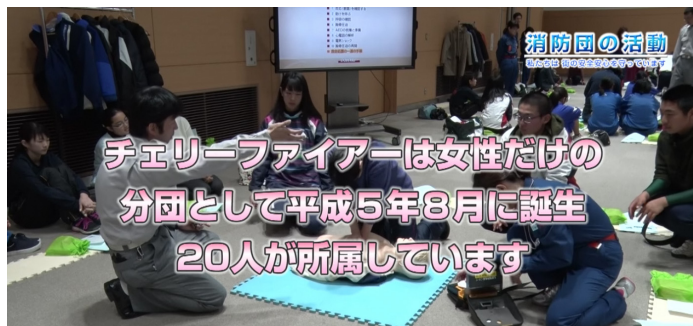 消防団の活動
私たちは 街の安全安心を守っています
チェリーファイアーは女性だけの
分団として平成5年8月に誕生
20人が所属しています